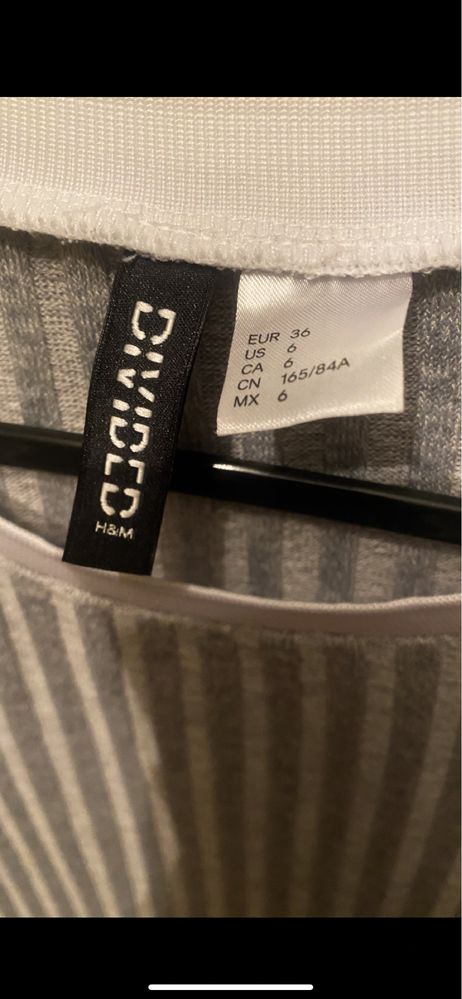 DIVIDED
H&M
EUR 36
US 6
CA 6
CN 165/84A
MX 6